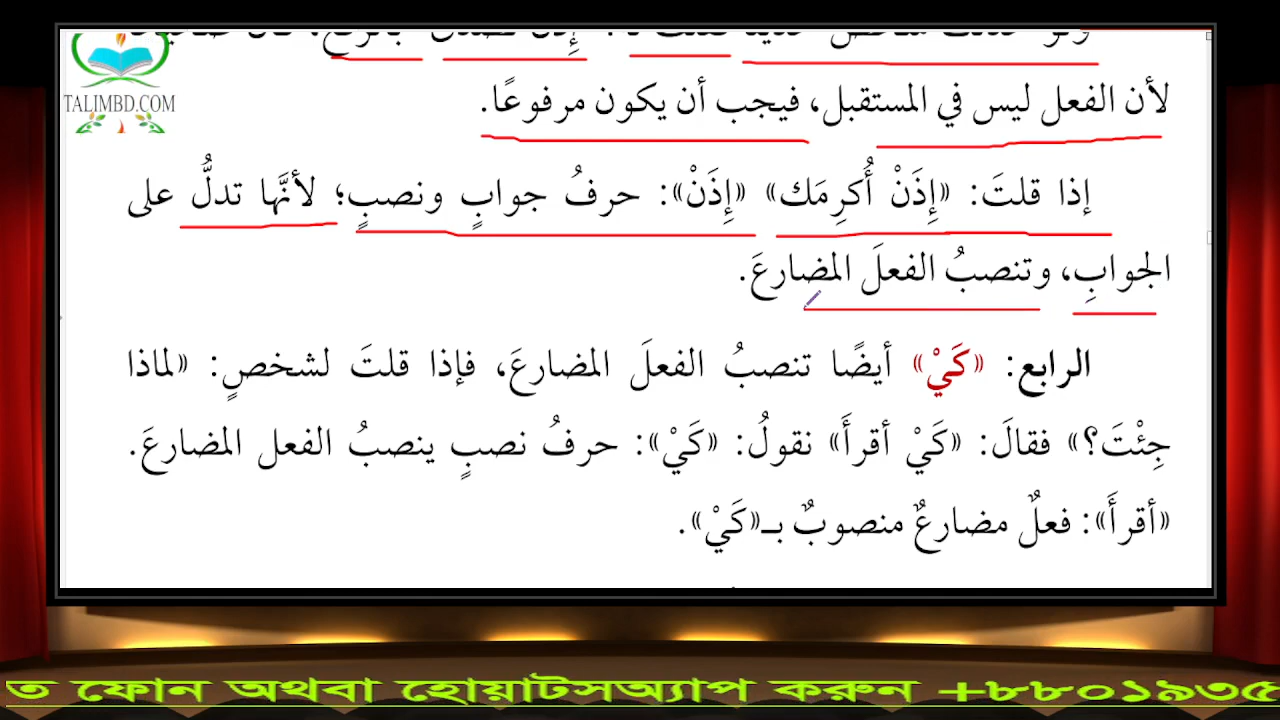 TALIMBD.COM
لأن الفعل ليس في المستقبل، فيجب أن يكون مرفوعًا.
إذا قلتَ: «إِذَنْ أُكرِمَك» «إِذَنْ»: حرفُ جوابٍ ونصبٍ؛ لأنَّها تدلُّ على
الجوابِ، وتنصبُ الفعلَ المضارعَ.
الرابع: «كَيْ» أيضًا تنصبُ الفعلَ المضارعَ، فإذا قلتَ لشخصٍ: «لماذا
جِئْتَ؟» فقالَ: «كَيْ أقرأَ» نقولُ: «كَيْ»: حرفُ نصبٍ ينصبُ الفعل المضارعَ.
«أقرأَ»: فعلٌ مضارعٌ منصوبٌ بـ«كَيْ».
ত ফোন অথবা হোয়াটসঅ্যাপ করুন +৮৮০১৯৩৫